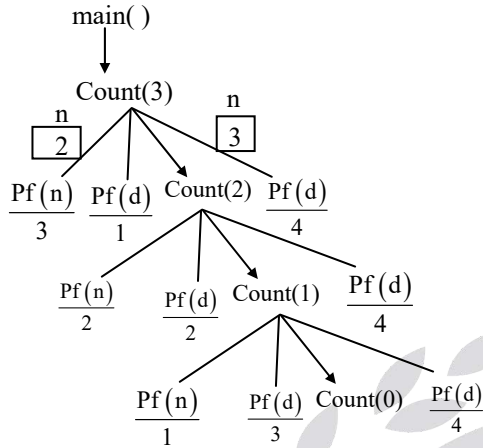 main( )
Count(3)
n
2
n
3
Pf(n)
3
Pf(d)
1
Count(2)
Pf(d)
4
Pf(n)
2
Pf(d)
2
Count(1)
Pf(d)
4
Pf(n)
1
Pf(d)
3
Count(0)
Pf(d)
4